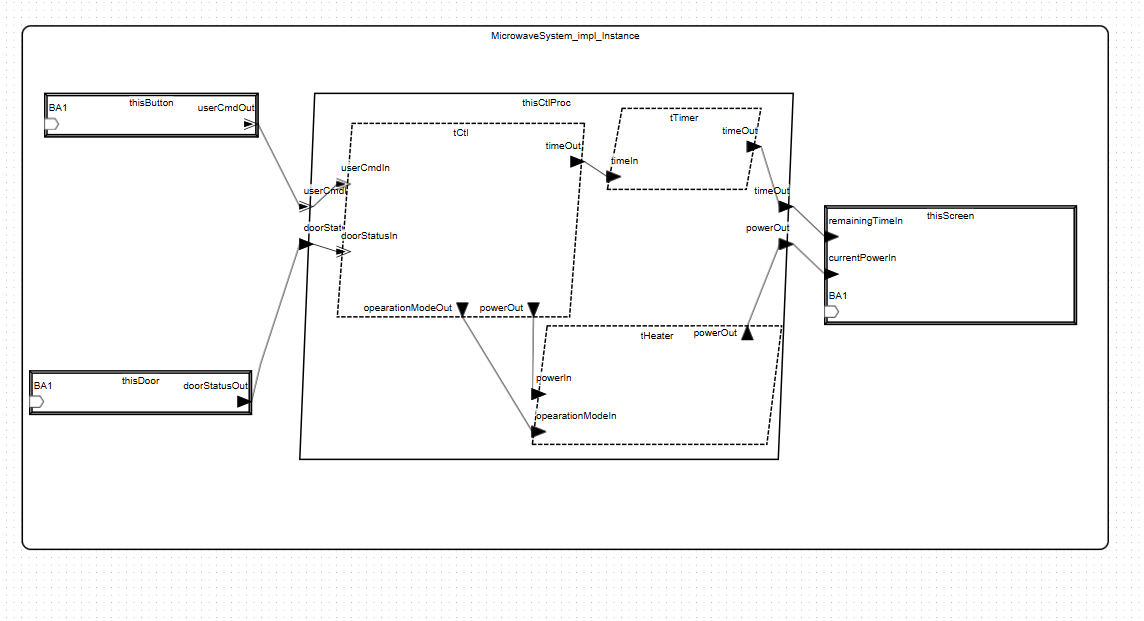 MicrowaveSystem_impl_Instance
thisButton
BA1
userCmdOut
thisCtlProc
tCtl
timeOut
tTimer
timeOut
timeIn
userCmdIn
userCmdI
doorStat
doorStatusIn
timeOut
powerOut
thisScreen
remainingTimeIn
currentPowerIn
BA1
opearationModeOut
powerOut
tHeater
powerOut
powerIn
opearationModeIn
thisDoor
BA1
doorStatusOut